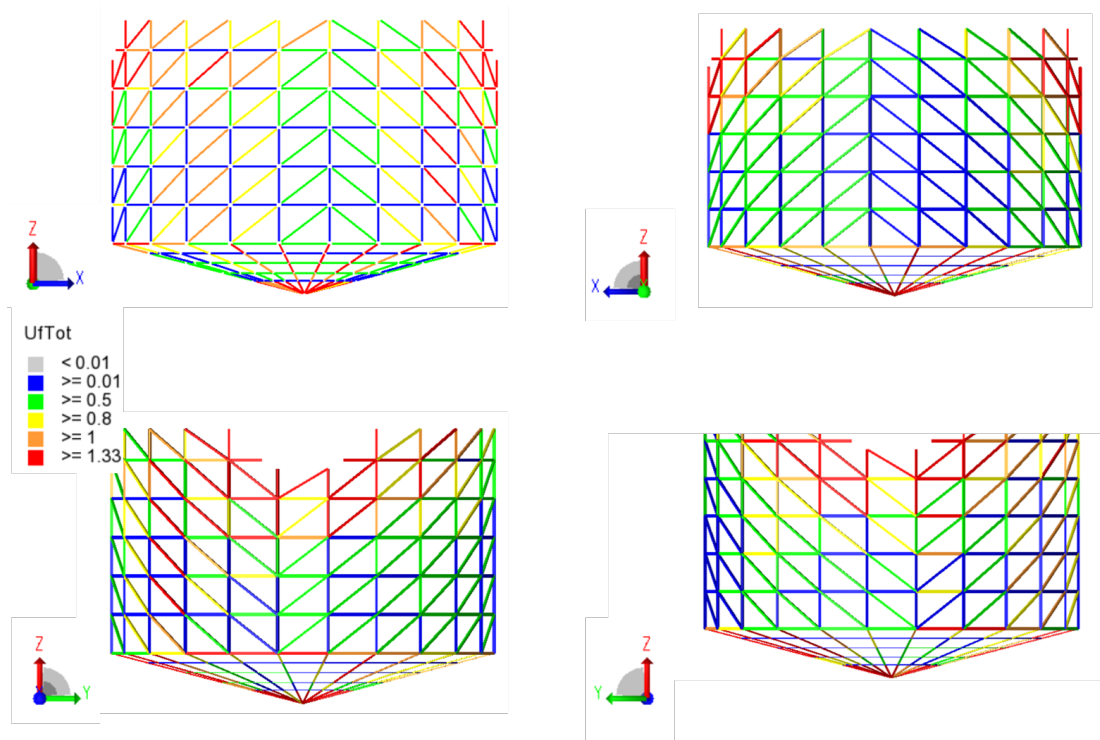 Z
X
Z
X
UfTot
< 0.01
>= 0.01
>= 0.5
>= 0.8
>= 1
>= 1.33
Z
Y
Z
Y